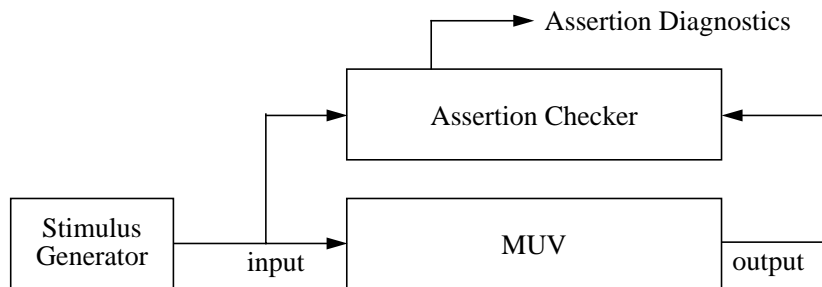 Assertion Diagnostics
Assertion Checker
Stimulus
Generator
input
MUV
output